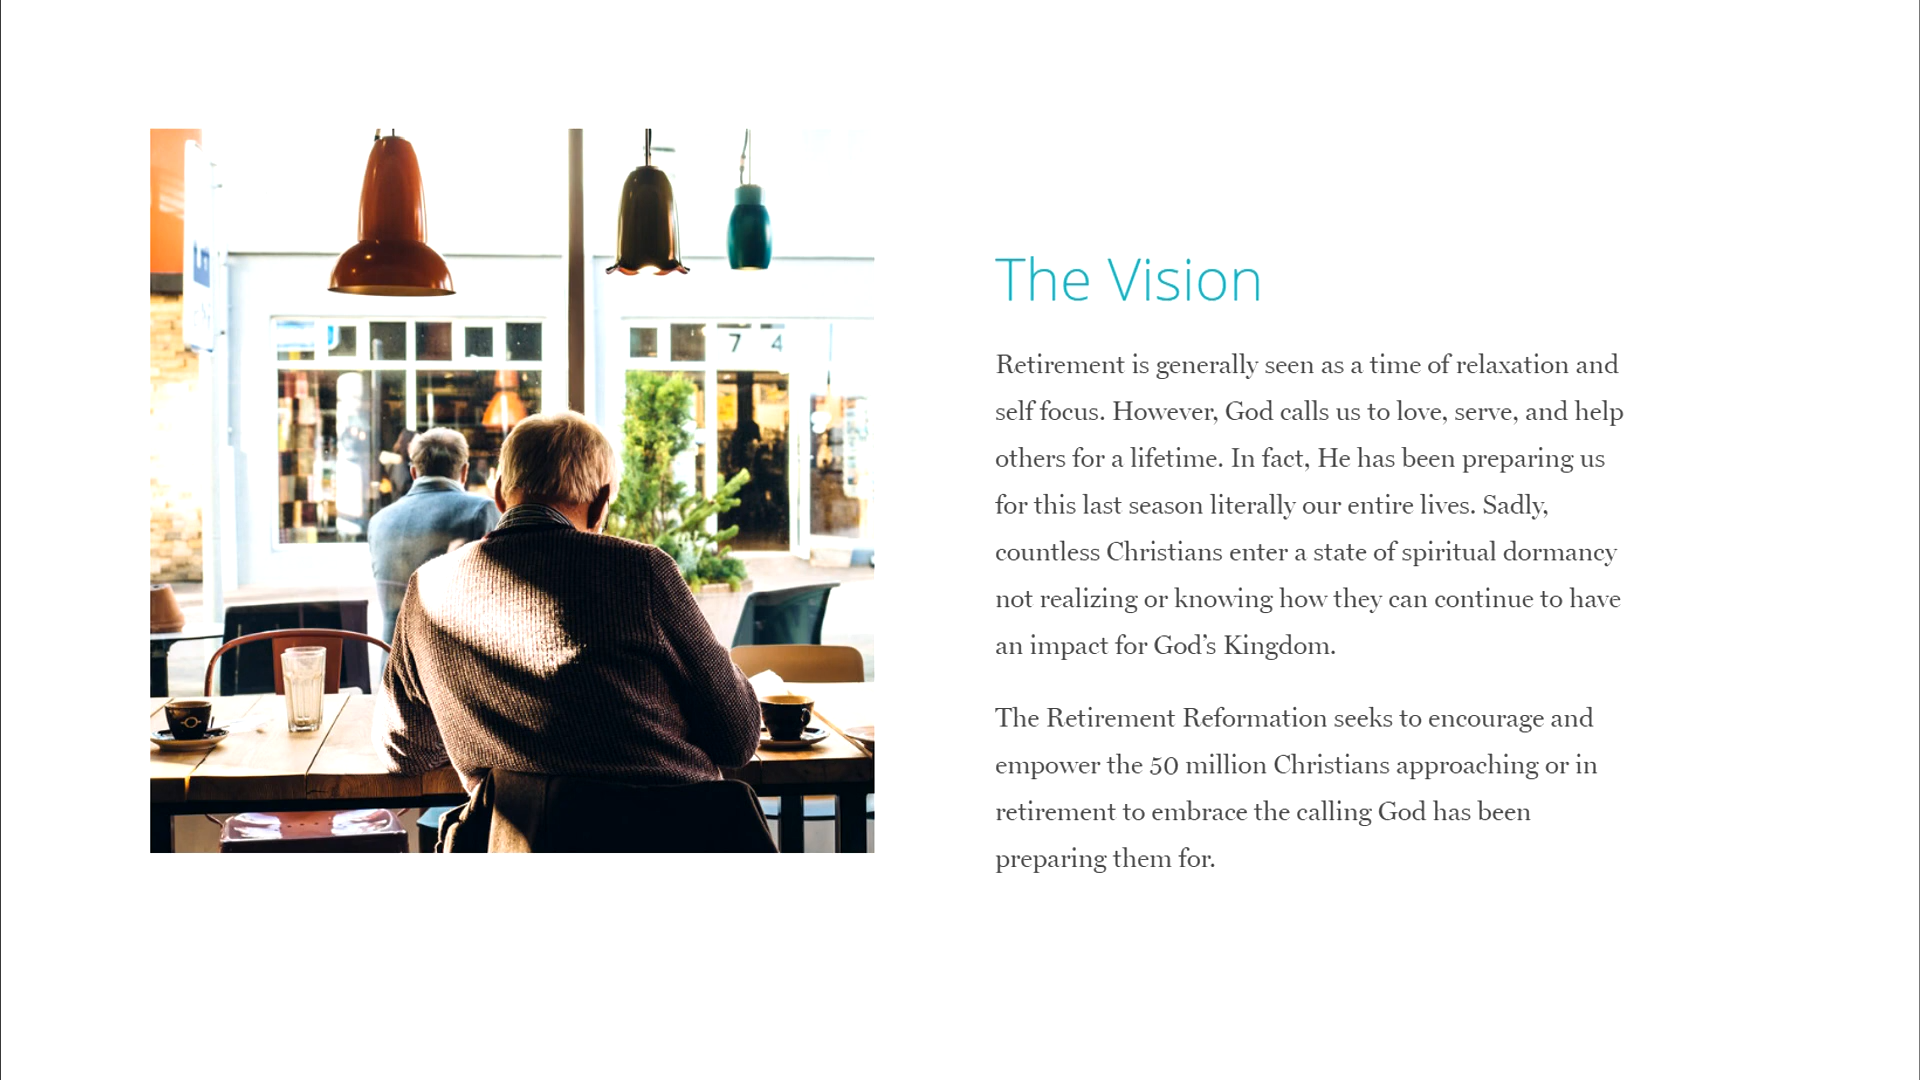 7 4
The Vision
Retirement is generally seen as a time of relaxation and
self focus. However, God calls us to love, serve, and help
others for a lifetime. In fact, He has been preparing us
for this last season literally our entire lives. Sadly,
countless Christians enter a state of spiritual dormancy
not realizing or knowing how they can continue to have
an impact for God’s Kingdom.
The Retirement Reformation seeks to encourage and
empower the 50 million Christians approaching or in
retirement to embrace the calling God has been
preparing them for.